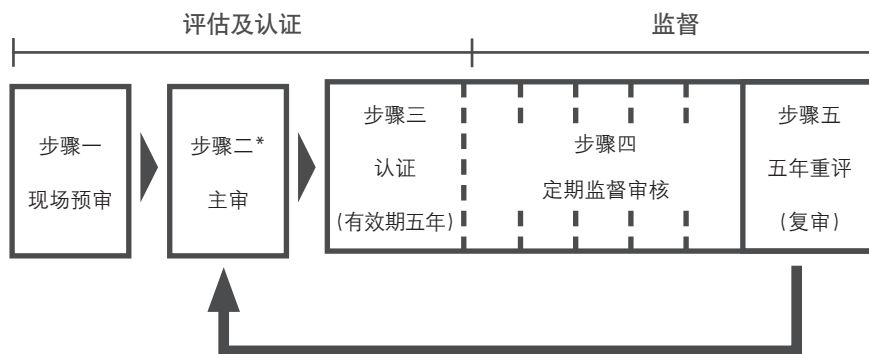 评估及认证
监督
步骤一
现场预审
步骤二*
主审
步骤三
认证
(有效期五年)
步骤四
定期监督审核
步骤五
五年重评
(复审)